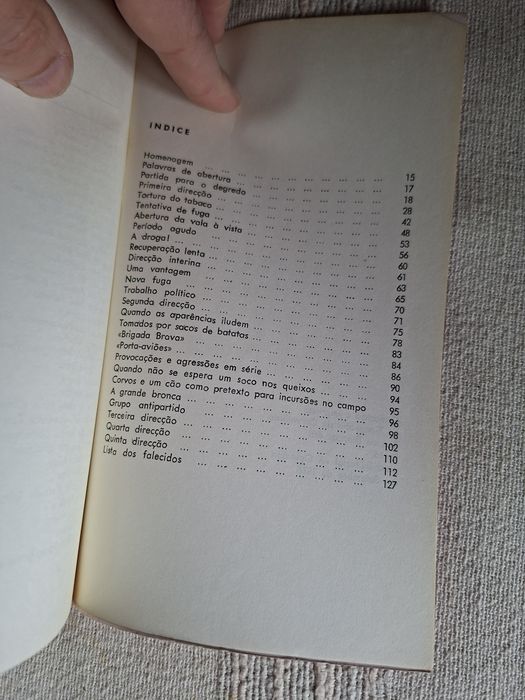 INDICE
Homenagem ... ... ... ... ... ... ... ... ... 15
Palavras de abertura ... ... ... ... ... ... ... 17
Partida para o degredo ... ... ... ... ... ... 18
Primeira direcção ... ... ... ... ... ... ... 28
Tortura do tabaco ... ... ... ... ... ... ... 42
Tentativa de fuga ... ... ... ... ... ... ... 48
Abertura da vala à vista ... ... ... ... ... ... 53
Período agudo ... ... ... ... ... ... ... ... 56
A droga! ... ... ... ... ... ... ... ... ... 60
Recuperação lenta ... ... ... ... ... ... ... 61
Direcção interina ... ... ... ... ... ... ... 63
Uma vantagem ... ... ... ... ... ... ... ... 65
Nova fuga ... ... ... ... ... ... ... ... ... 70
Trabalho político ... ... ... ... ... ... ... 71
Segunda direcção ... ... ... ... ... ... ... 75
Quando as aparências iludem ... ... ... ... ... 78
Tomados por sacos de batatas ... ... ... ... ... 83
«Brigada Brava» ... ... ... ... ... ... ... ... 84
«Porta-aviões» ... ... ... ... ... ... ... ... 86
Provocações e agressões em série ... ... ... ... 90
Quando não se espera um soco nos queixos ... ... 94
Corvos e um cão como pretexto para incursões no campo 95
A grande bronca ... ... ... ... ... ... ... ... 96
Grupo antipartido ... ... ... ... ... ... ... 98
Terceira direcção ... ... ... ... ... ... ... 102
Quarta direcção ... ... ... ... ... ... ... ... 110
Quinta direcção ... ... ... ... ... ... ... ... 112
Lista dos falecidos ... ... ... ... ... ... ... 127